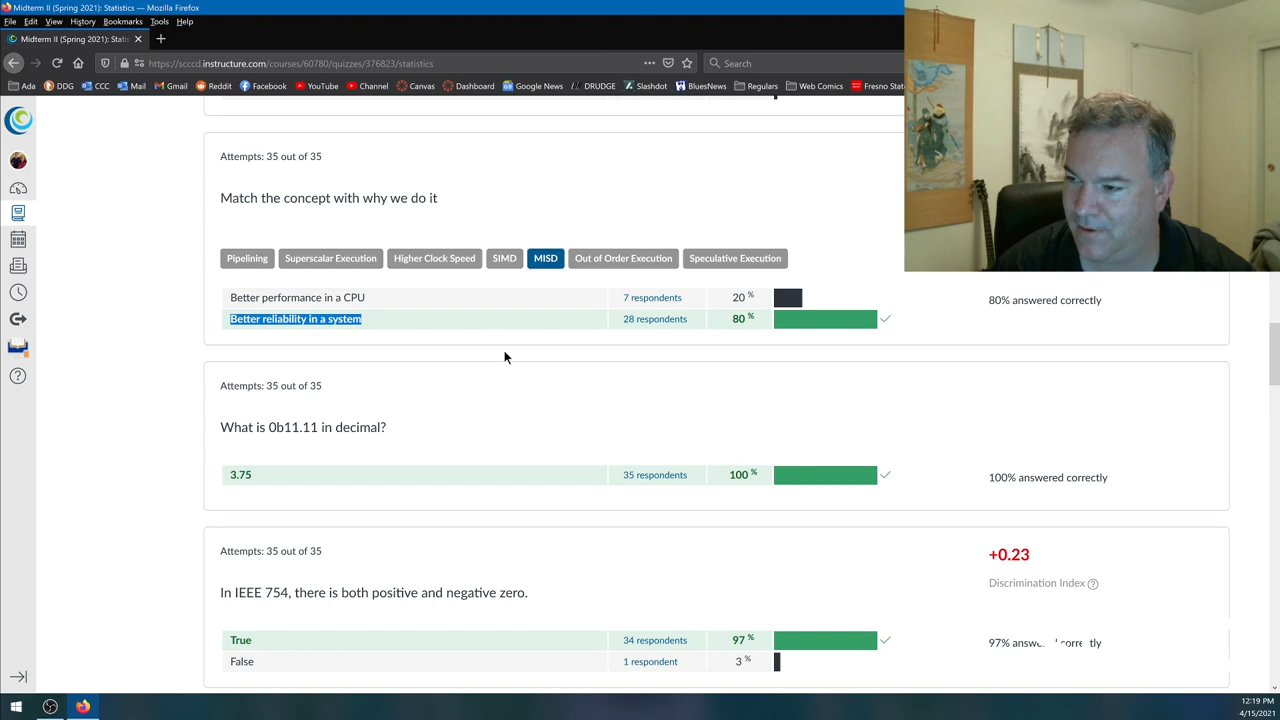 Midterm II (Spring 2021): Statistics — Mozilla Firefox
File Edit View History Bookmarks Tools Help
Midterm II (Spring 2021): Statis
https://scccd.instructure.com/courses/60780/quizzes/376823/statistics
Search
Ada DDG CCC Mail Gmail Reddit Facebook YouTube Channel Canvas Dashboard Google News DRUDGE Slashdot BluesNews Regulars Web Comics Fresno Stat
Attempts: 35 out of 35
Match the concept with why we do it
Pipelining Superscalar Execution Higher Clock Speed SIMD MISD Out of Order Execution Speculative Execution
Better performance in a CPU 7 respondents 20 %
80% answered correctly
Better reliability in a system 28 respondents 80 %
Attempts: 35 out of 35
What is 0b11.11 in decimal?
3.75 35 respondents 100 %
100% answered correctly
Attempts: 35 out of 35
+0.23
Discrimination Index
In IEEE 754, there is both positive and negative zero.
True 34 respondents 97 %
97% answe correctly
False 1 respondent 3 %
12:19 PM
4/15/2021